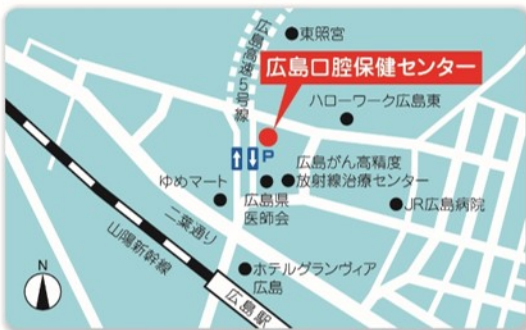 東照宮
広島高速5号線
広島口腔保健センター
ハローワーク広島東
P
広島がん高精度
放射線治療センター
ゆめマート
広島県
医師会
JR広島病院
二葉通り
山陽新幹線
ホテルグランヴィア
広島
N
広島駅